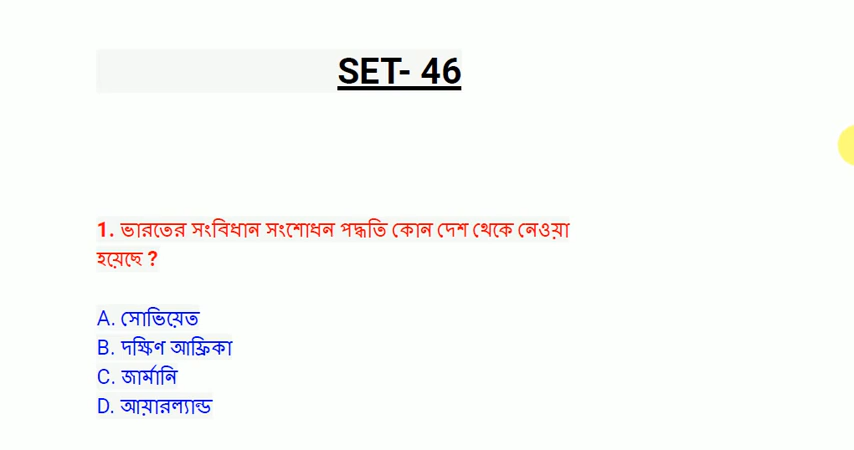 SET- 46
1. ভারতের সংবিধান সংশোধন পদ্ধতি কোন দেশ থেকে নেওয়া
হয়েছে ?
A. সোভিয়েত
B. দক্ষিণ আফ্রিকা
C. জার্মানি
D. আয়ারল্যান্ড